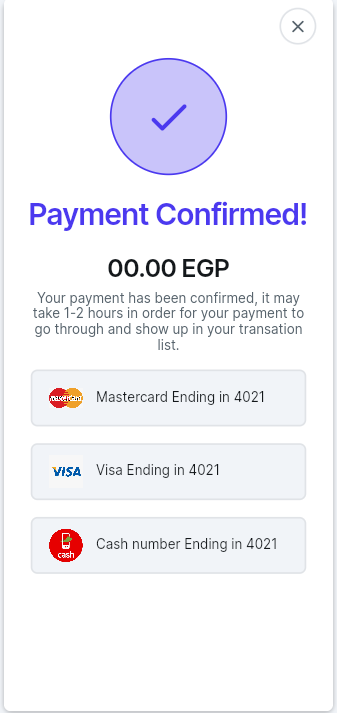 Payment Confirmed!
00.00 EGP
Your payment has been confirmed, it may
take 1-2 hours in order for your payment to
go through and show up in your transation
list.
MasterCard
Mastercard Ending in 4021
VISA
Visa Ending in 4021
cash
Cash number Ending in 4021